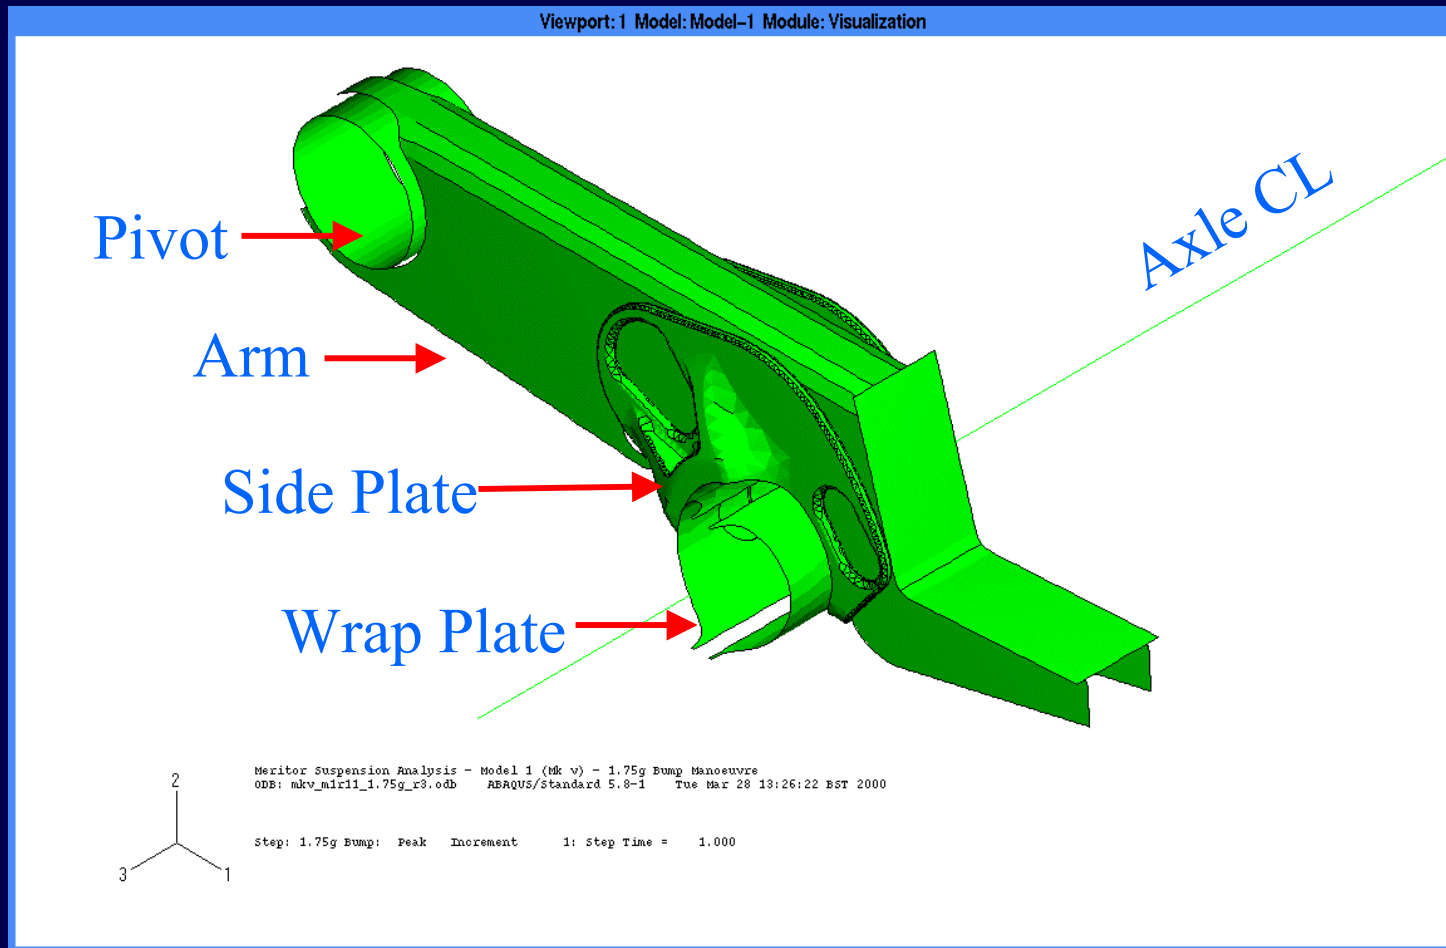 Viewport: 1 Model: Model-1 Module: Visualization
Pivot
Axle CL
Arm
Side Plate
Wrap Plate
Meritor Suspension Analysis - Model 1 (Mk v) - 1.75g Bump Manoeuvre
ODB: mkv_m1r11_1.75g_r3.odb ABAQUS/Standard 5.8-1 Tue Mar 28 13:26:22 BST 2000
Step: 1.75g Bump: Peak Increment 1: Step Time = 1.000
2
3
1